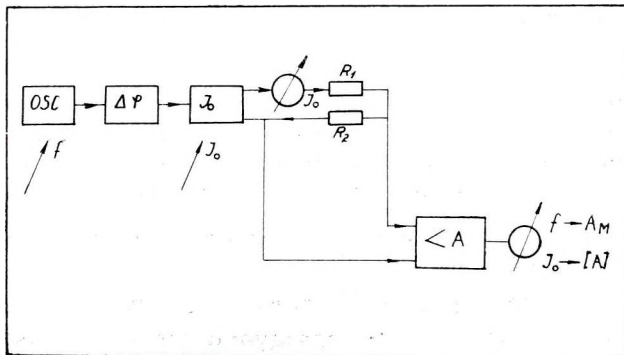 R₁
OSC
Δφ
J₀
J₀
R₂
f
J₀
f → A_M
< A
J₀ → [A]